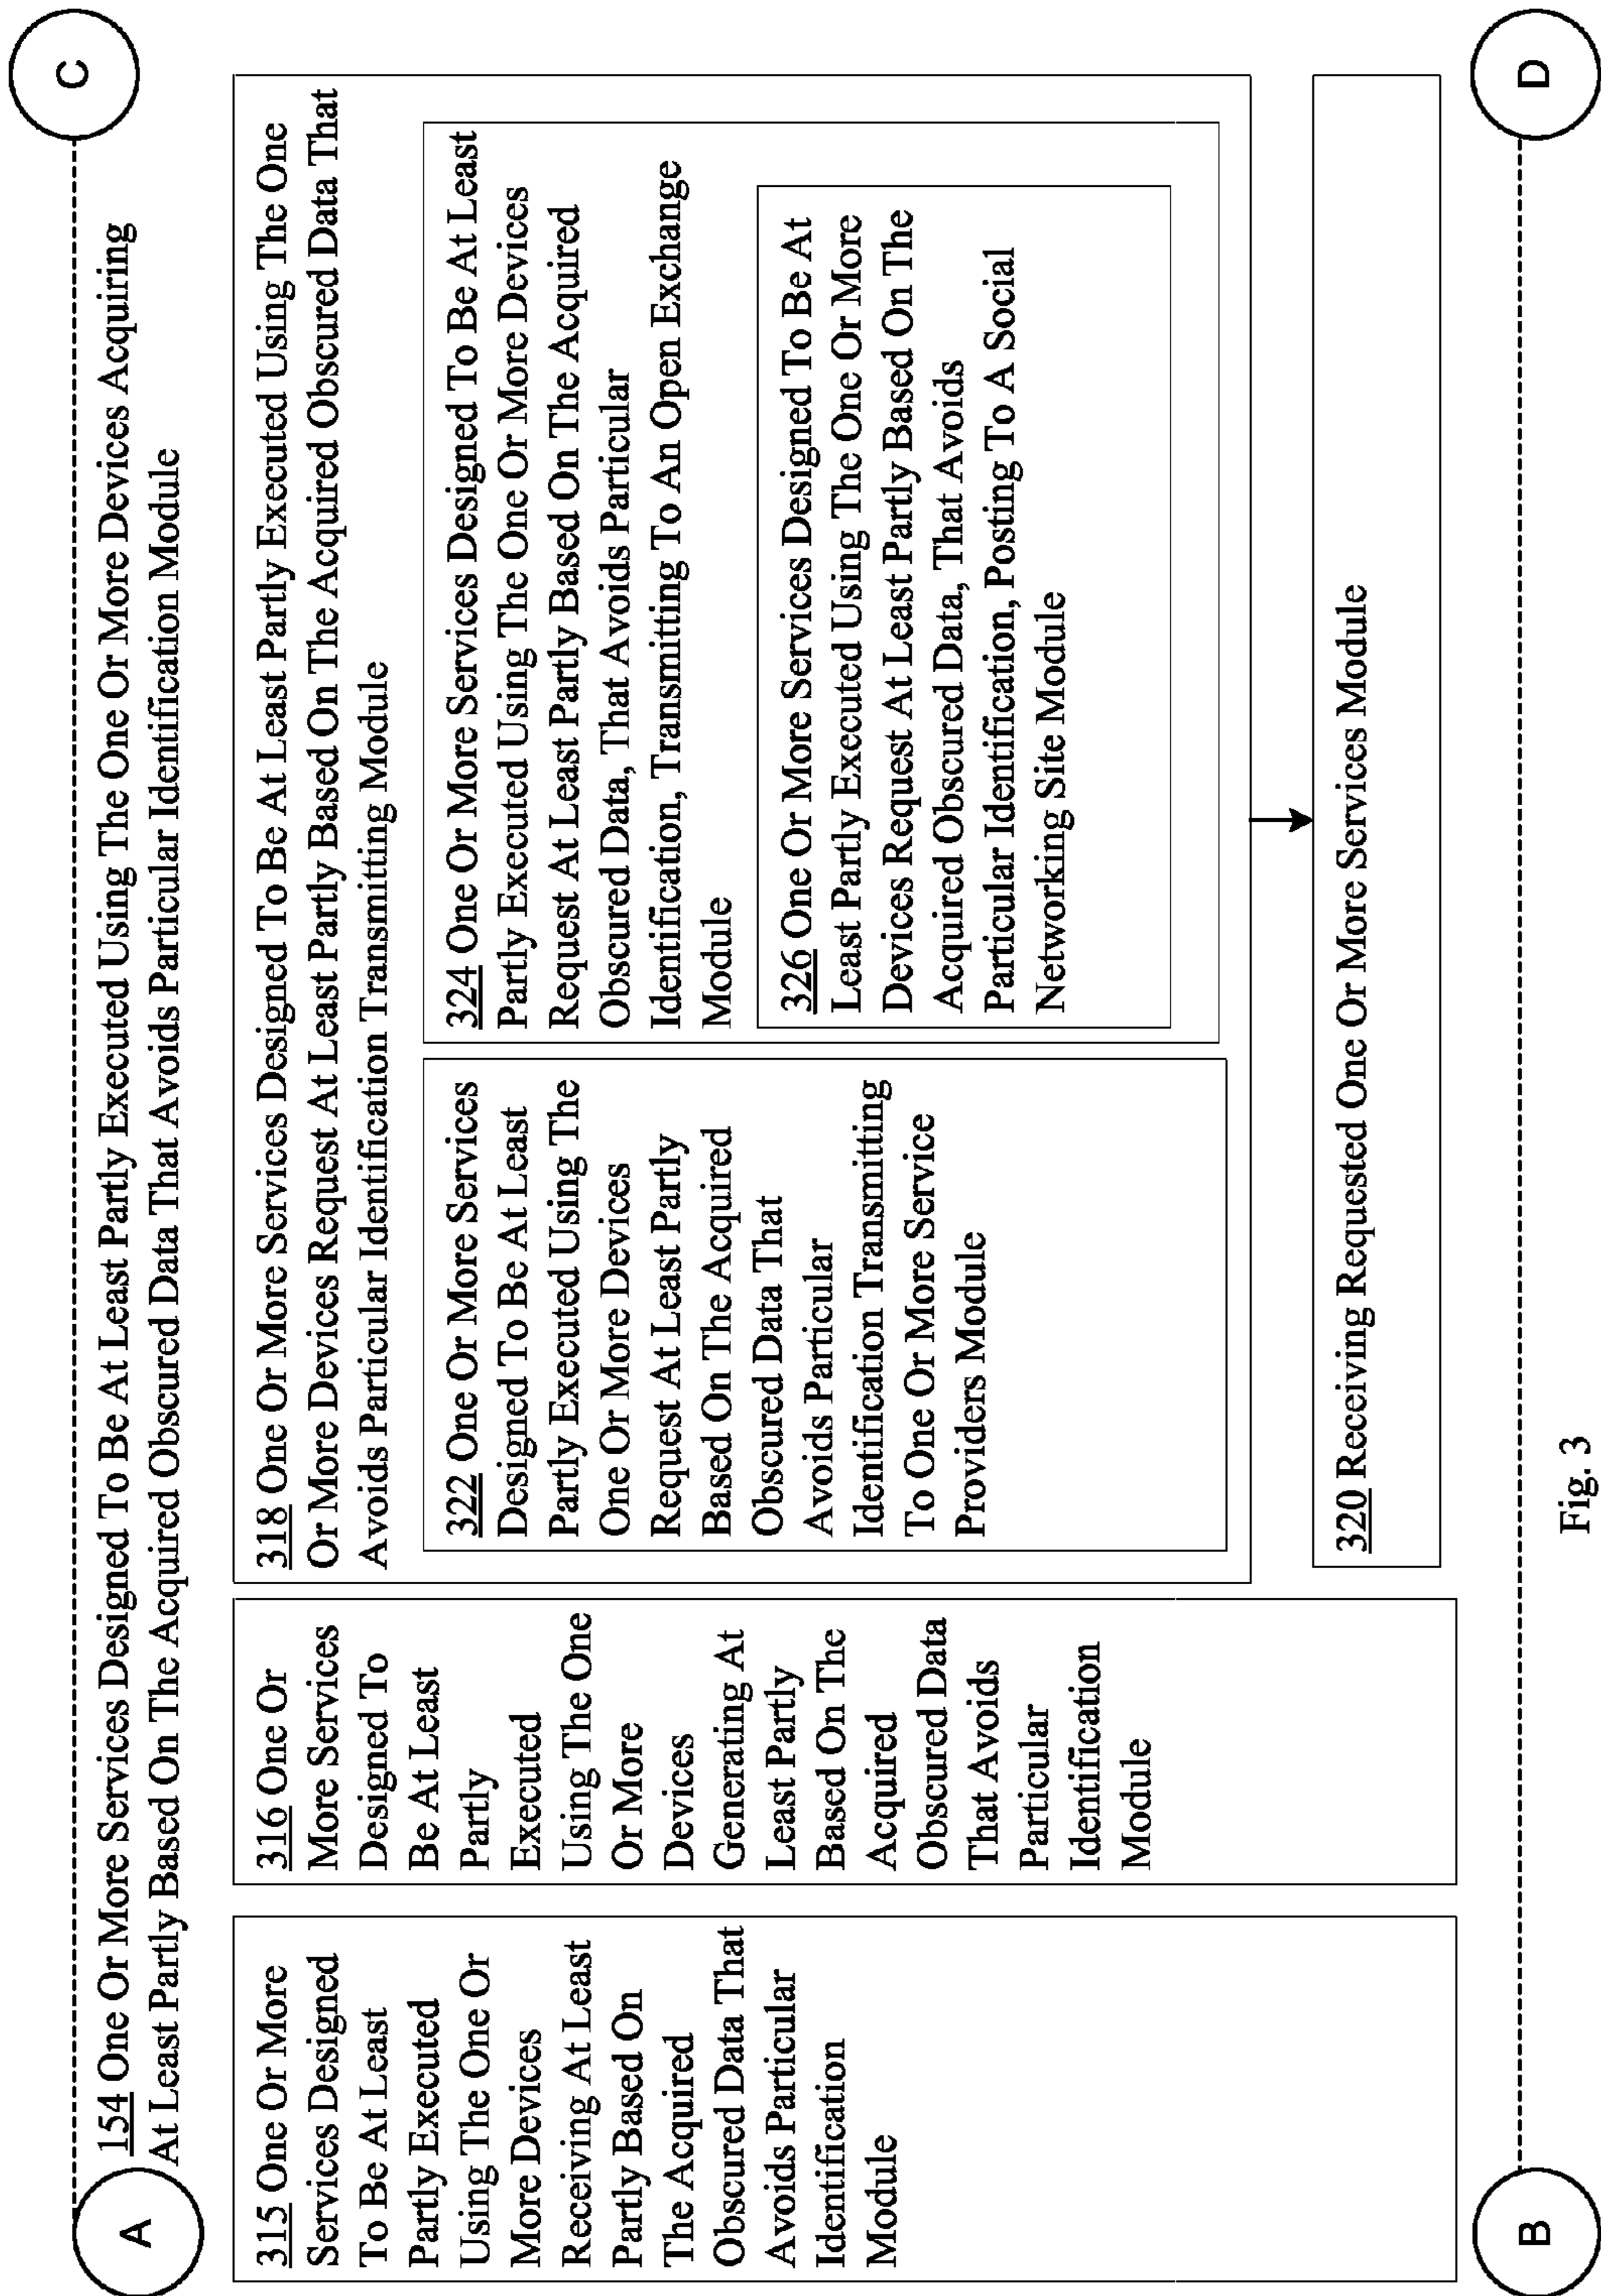 A
C
154 One Or More Services Designed To Be At Least Partly Executed Using The One Or More Devices Acquiring
At Least Partly Based On The Acquired Obscured Data That Avoids Particular Identification Module
315 One Or More
Services Designed
To Be At Least
Partly Executed
Using The One Or
More Devices
Receiving At Least
Partly Based On
The Acquired
Obscured Data That
Avoids Particular
Identification
Module
316 One Or
More Services
Designed To
Be At Least
Partly
Executed
Using The One
Or More
Devices
Generating At
Least Partly
Based On The
Acquired
Obscured Data
That Avoids
Particular
Identification
Module
318 One Or More Services Designed To Be At Least Partly Executed Using The One
Or More Devices Request At Least Partly Based On The Acquired Obscured Data That
Avoids Particular Identification Transmitting Module
322 One Or More Services
Designed To Be At Least
Partly Executed Using The
One Or More Devices
Request At Least Partly
Based On The Acquired
Obscured Data That
Avoids Particular
Identification Transmitting
To One Or More Service
Providers Module
324 One Or More Services Designed To Be At Least
Partly Executed Using The One Or More Devices
Request At Least Partly Based On The Acquired
Obscured Data, That Avoids Particular
Identification, Transmitting To An Open Exchange
Module
326 One Or More Services Designed To Be At
Least Partly Executed Using The One Or More
Devices Request At Least Partly Based On The
Acquired Obscured Data, That Avoids
Particular Identification, Posting To A Social
Networking Site Module
320 Receiving Requested One Or More Services Module
B
D
Fig. 3